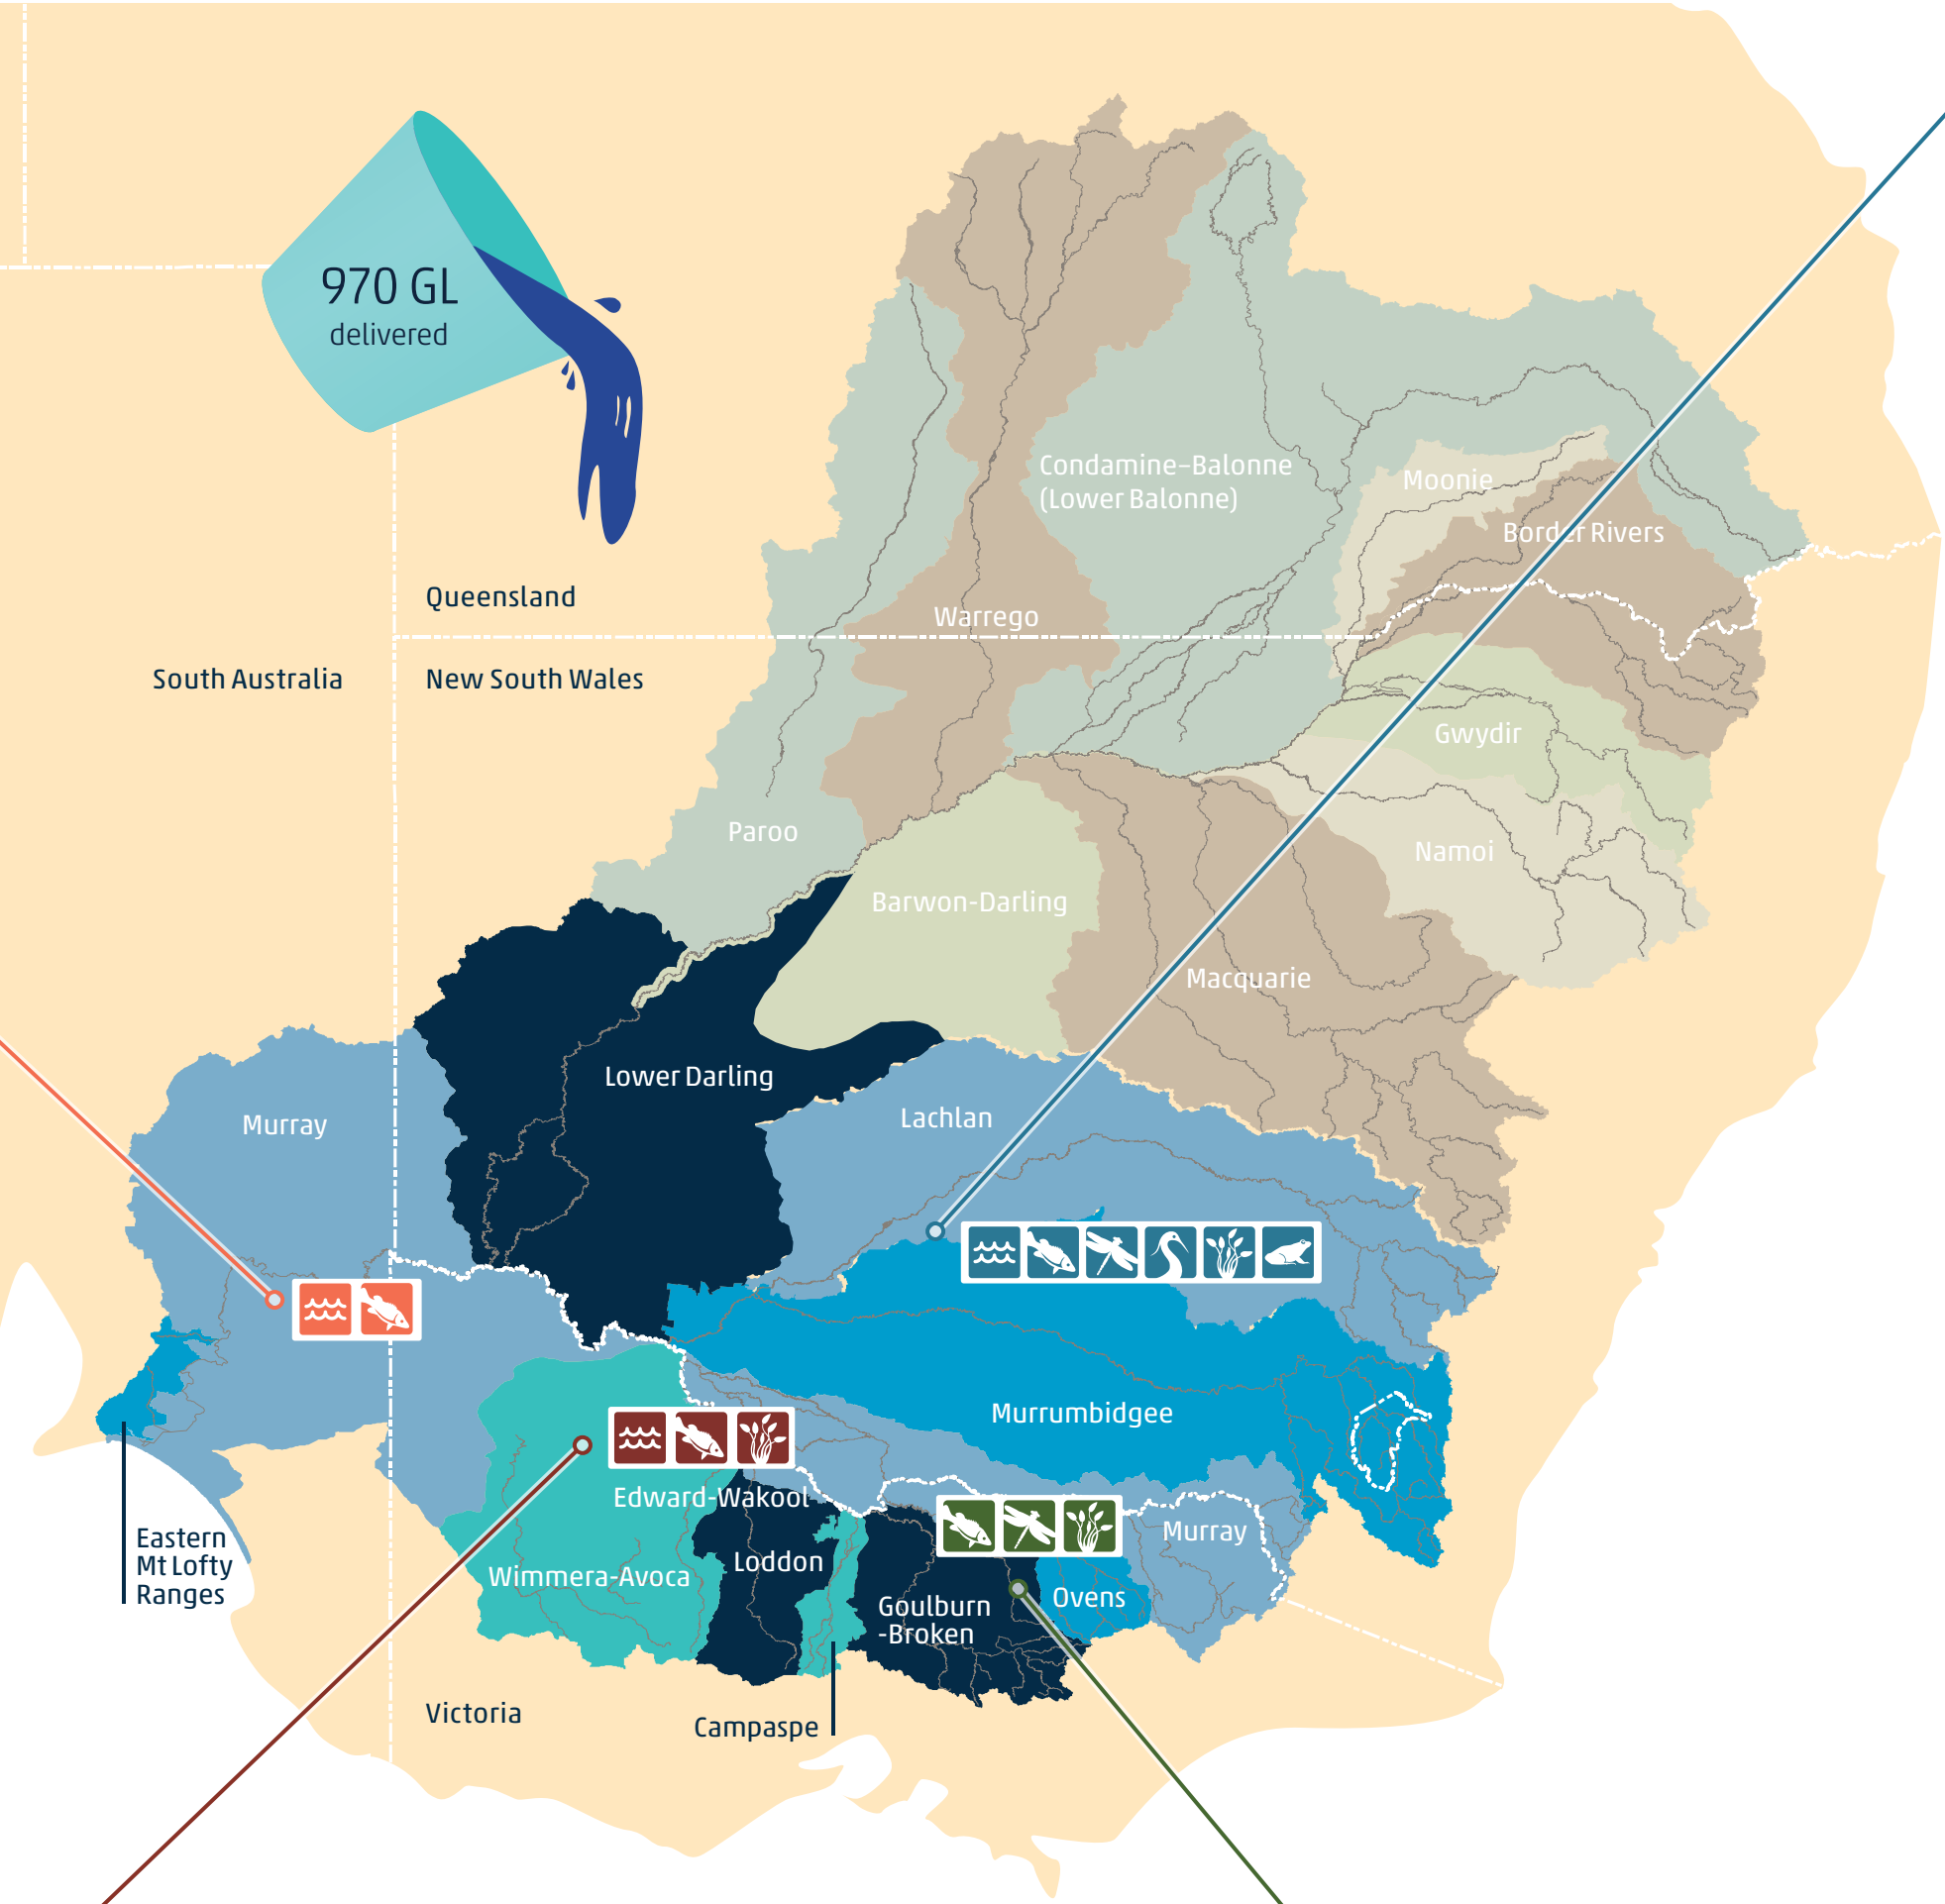 970 GL
delivered
Condamine–Balonne
(Lower Balonne)
Moonie
Border Rivers
Queensland
Warrego
South Australia
New South Wales
Gwydir
Paroo
Namoi
Barwon-Darling
Macquarie
Lower Darling
Murray
Lachlan
Murrumbidgee
Edward-Wakool
Eastern
Mt Lofty
Ranges
Murray
Loddon
Wimmera-Avoca
Ovens
Goulburn
-Broken
Victoria
Campaspe